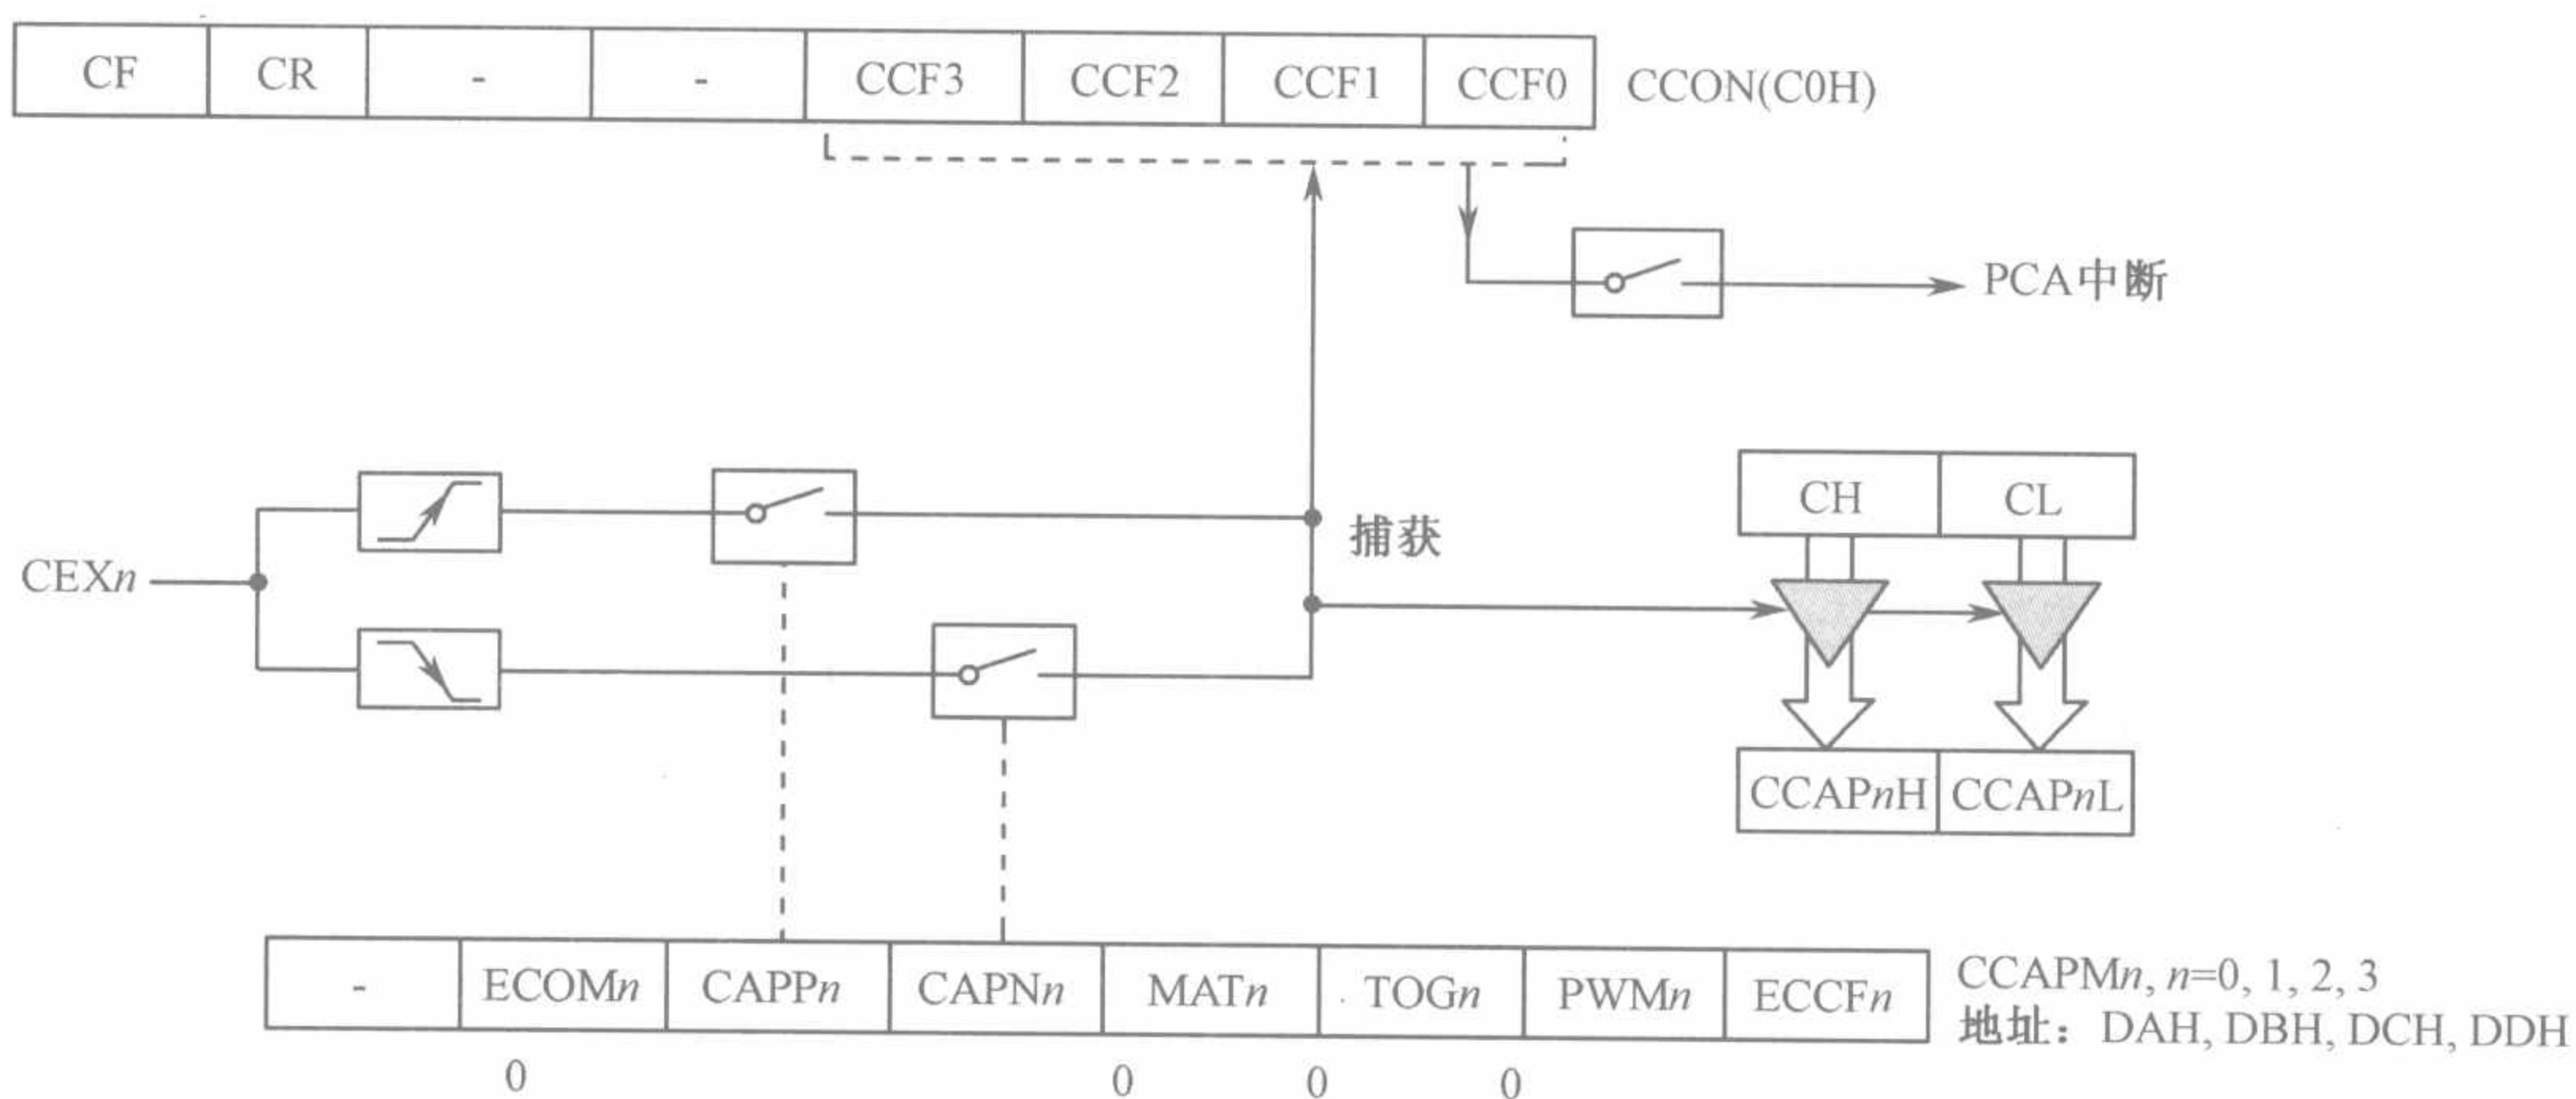 CF CR - - CCF3 CCF2 CCF1 CCF0 CCON(C0H)
PCA中断
CH CL
捕获
CEXn
CCAPnH CCAPnL
- ECOMn CAPPn CAPNn MATn TOGn PWMn ECCFn
CCAPMn, n=0, 1, 2, 3
地址：DAH, DBH, DCH, DDH
0 0 0 0